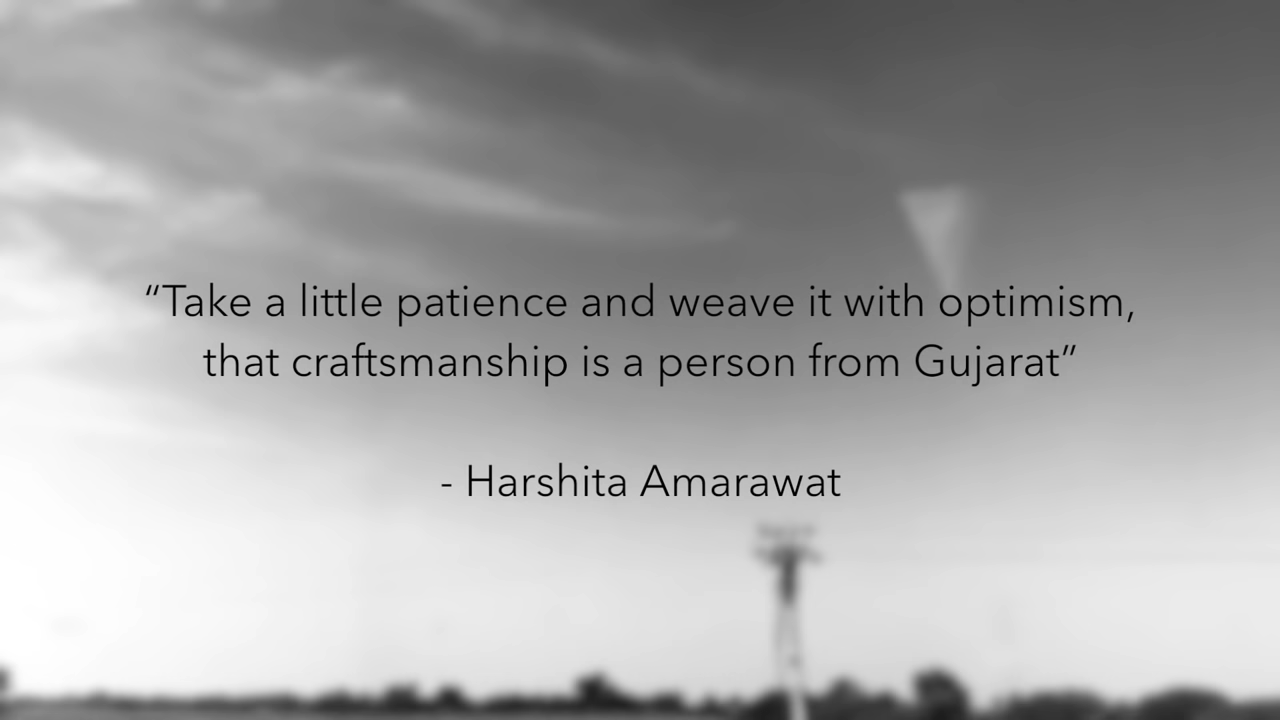 “Take a little patience and weave it with optimism,
that craftsmanship is a person from Gujarat”
- Harshita Amarawat